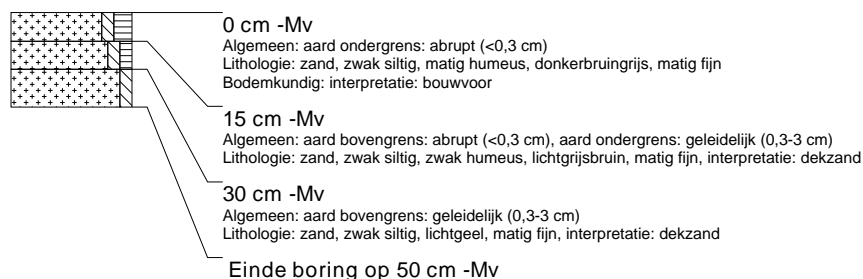 0 cm -Mv
Algemeen: aard ondergrens: abrupt (<0,3 cm)
Lithologie: zand, zwak siltig, matig humeus, donkerbruingrijs, matig fijn
Bodemkundig: interpretatie: bouwvoor
15 cm -Mv
Algemeen: aard bovengrens: abrupt (<0,3 cm), aard ondergrens: geleidelijk (0,3-3 cm)
Lithologie: zand, zwak siltig, zwak humeus, lichtgrijsbruin, matig fijn, interpretatie: dekzand
30 cm -Mv
Algemeen: aard bovengrens: geleidelijk (0,3-3 cm)
Lithologie: zand, zwak siltig, lichtgeel, matig fijn, interpretatie: dekzand
Einde boring op 50 cm -Mv